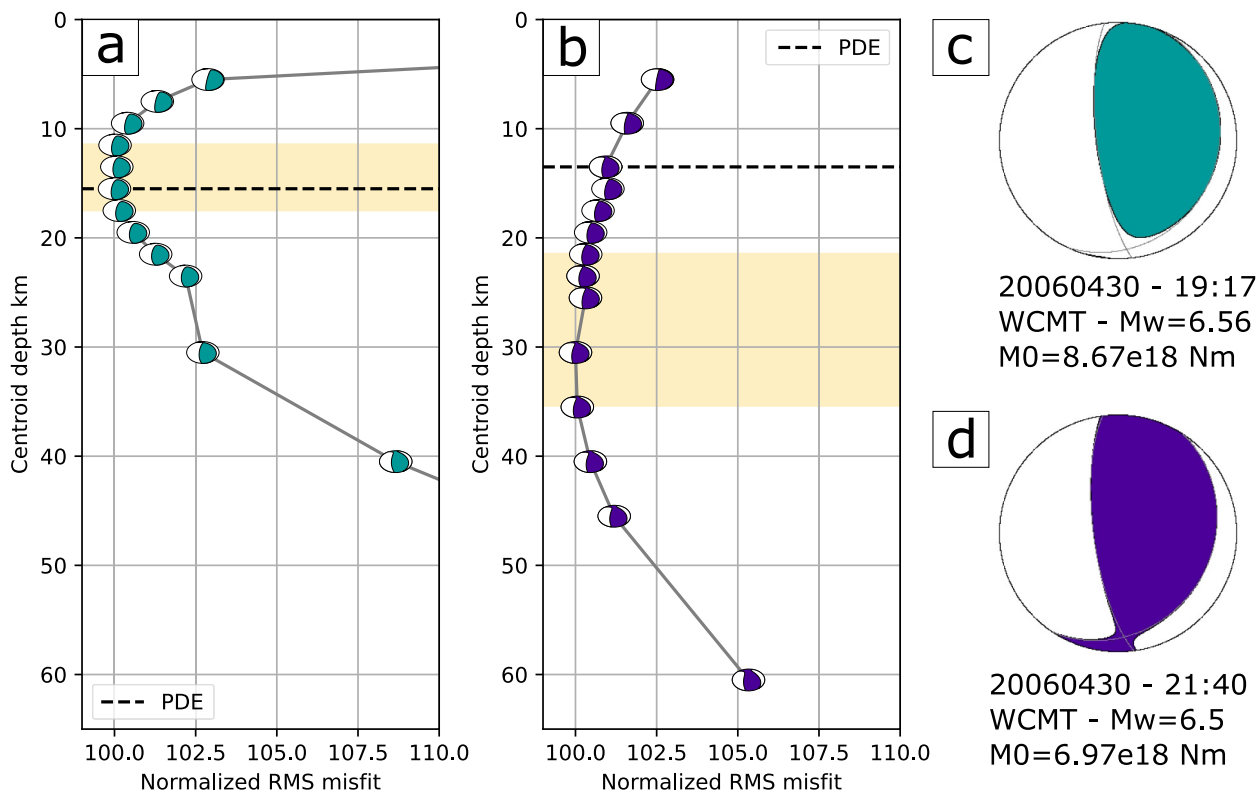 a
0
10
20
30
40
50
60
Centroid depth km
PDE
100.0
102.5
105.0
107.5
110.0
Normalized RMS misfit
b
PDE
0
10
20
30
40
50
60
Centroid depth km
100.0
102.5
105.0
107.5
110.0
Normalized RMS misfit
c
20060430 - 19:17
WCMT - Mw=6.56
M0=8.67e18 Nm
d
20060430 - 21:40
WCMT - Mw=6.5
M0=6.97e18 Nm